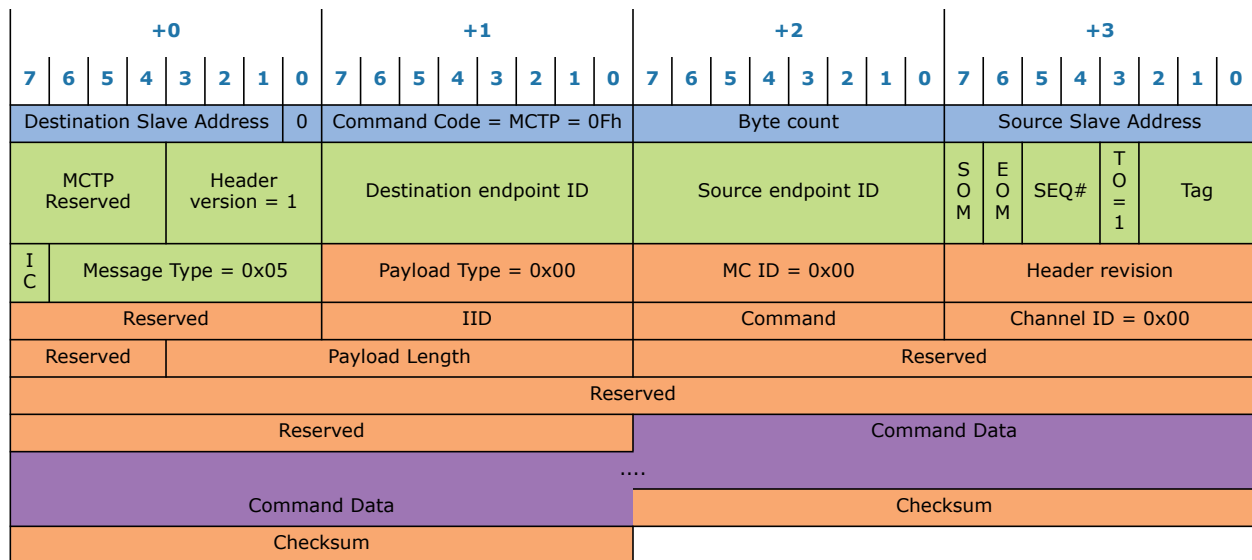 +0 +1 +2 +3
7 6 5 4 3 2 1 0 7 6 5 4 3 2 1 0 7 6 5 4 3 2 1 0 7 6 5 4 3 2 1 0
Destination Slave Address 0 Command Code = MCTP = 0Fh Byte count Source Slave Address
MCTP
Reserved
Header
version = 1
Destination endpoint ID
Source endpoint ID
S
O
M
E
O
M
SEQ#
T
O
=
1
Tag
I
C
Message Type = 0x05
Payload Type = 0x00
MC ID = 0x00
Header revision
Reserved IID Command Channel ID = 0x00
Reserved Payload Length Reserved
Reserved
Reserved Command Data
....
Command Data Checksum
Checksum